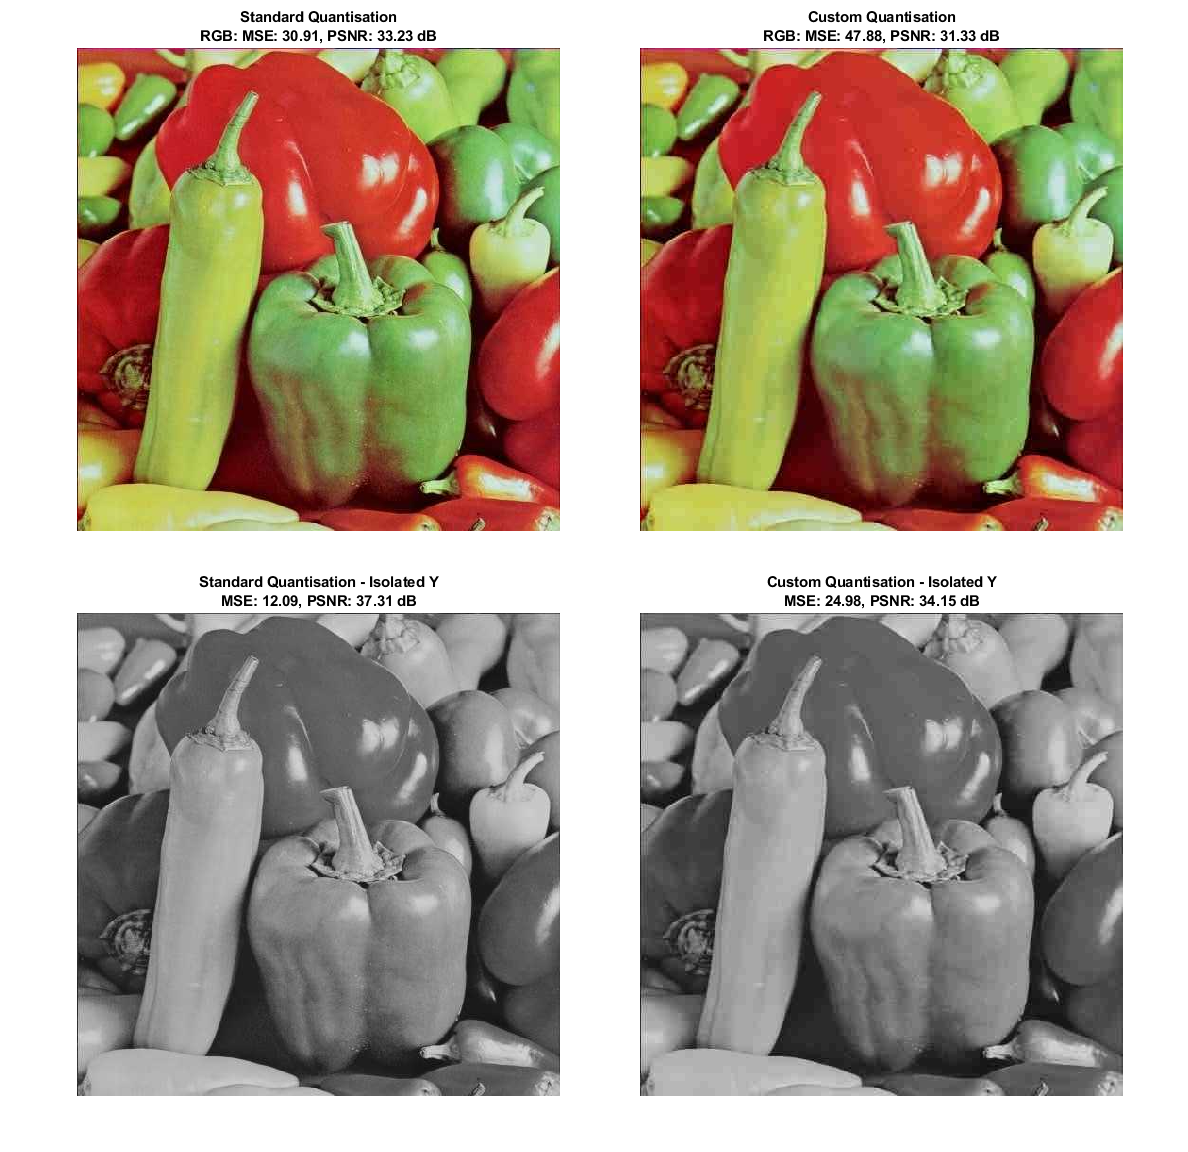 Standard Quantisation
RGB: MSE: 30.91, PSNR: 33.23 dB
Custom Quantisation
RGB: MSE: 47.88, PSNR: 31.33 dB
Standard Quantisation - Isolated Y
MSE: 12.09, PSNR: 37.31 dB
Custom Quantisation - Isolated Y
MSE: 24.98, PSNR: 34.15 dB